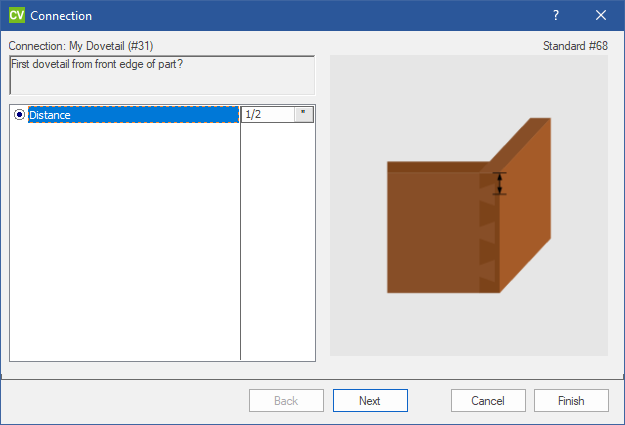 CV Connection ?
Connection: My Dovetail (#31) Standard #68
First dovetail from front edge of part?
Distance 1/2 "
Back Next Cancel Finish